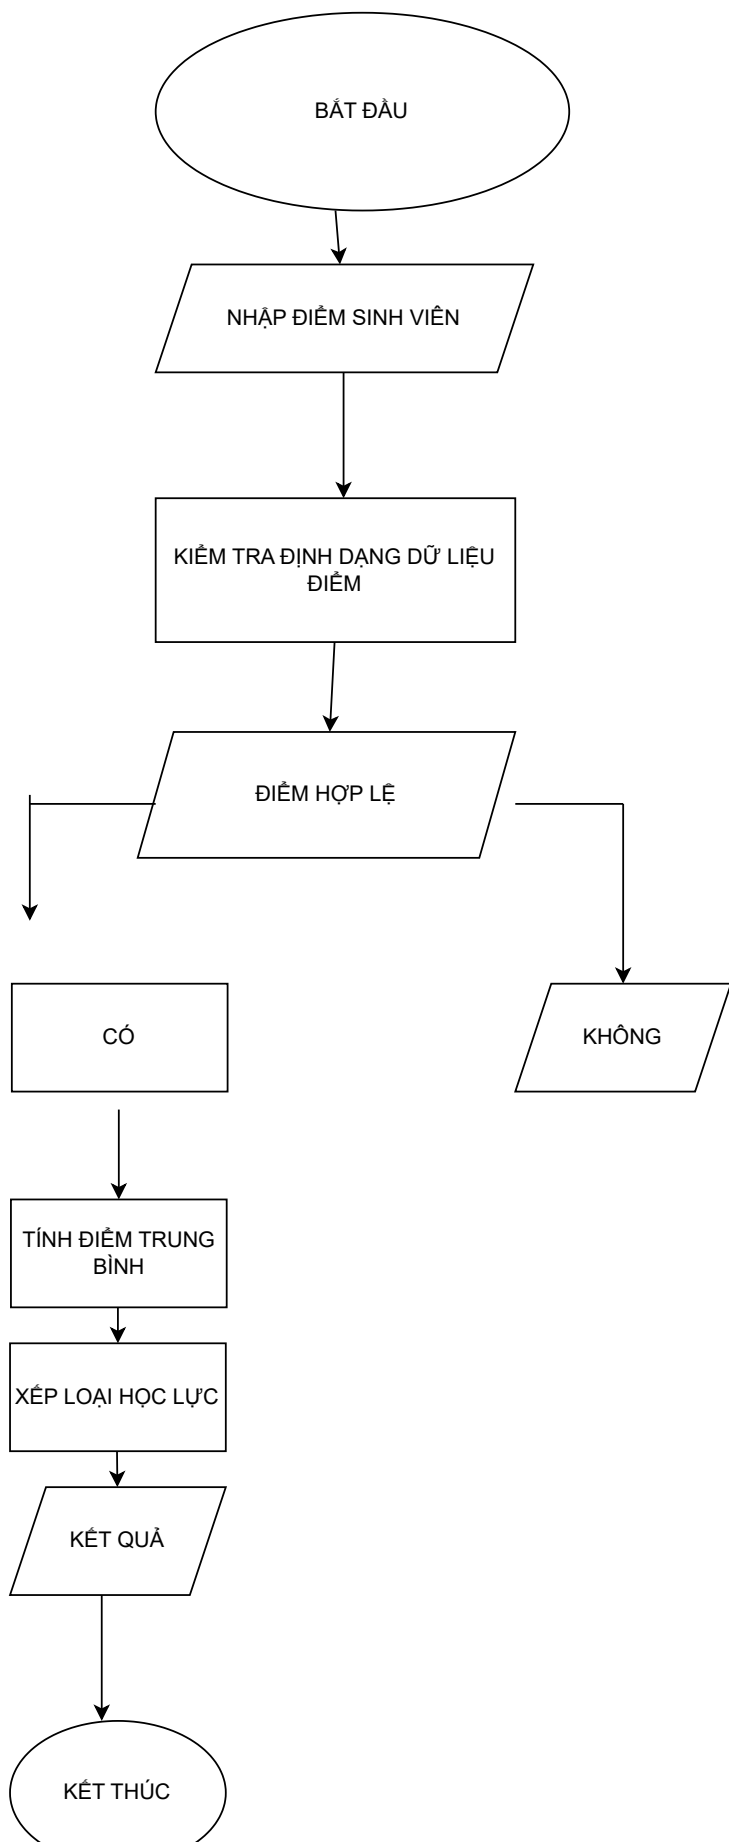 BẮT ĐẦU
NHẬP ĐIỂM SINH VIÊN
KIỂM TRA ĐỊNH DẠNG DỮ LIỆU
ĐIỂM
ĐIỂM HỢP LỆ
CÓ
KHÔNG
TÍNH ĐIỂM TRUNG
BÌNH
XẾP LOẠI HỌC LỰC
KẾT QUẢ
KẾT THÚC